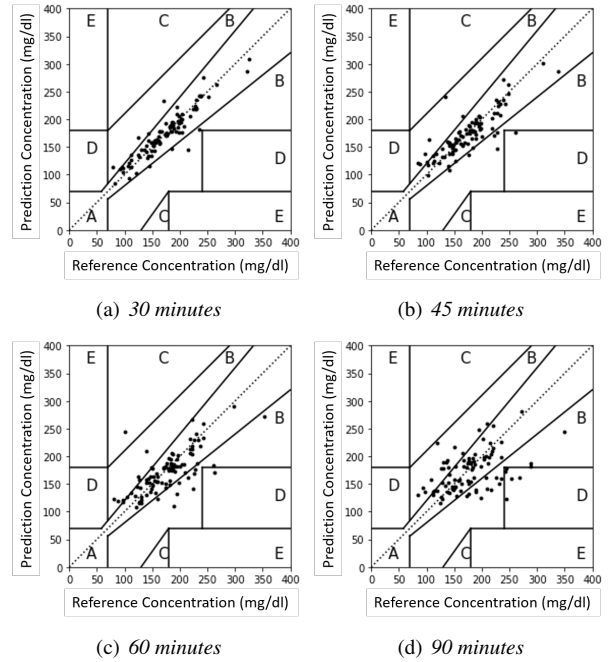 400 E C B
350
300
250 B
200
150 D D
100
50 A C E
0
0 50 100 150 200 250 300 350 400
Prediction Concentration (mg/dl)
Reference Concentration (mg/dl)
(a) 30 minutes
400 E C B
350
300
250 B
200
150 D D
100
50 A C E
0
0 50 100 150 200 250 300 350 400
Prediction Concentration (mg/dl)
Reference Concentration (mg/dl)
(b) 45 minutes
400 E C B
350
300
250 B
200
150 D D
100
50 A C E
0
0 50 100 150 200 250 300 350 400
Prediction Concentration (mg/dl)
Reference Concentration (mg/dl)
(c) 60 minutes
400 E C B
350
300
250 B
200
150 D D
100
50 A C E
0
0 50 100 150 200 250 300 350 400
Prediction Concentration (mg/dl)
Reference Concentration (mg/dl)
(d) 90 minutes